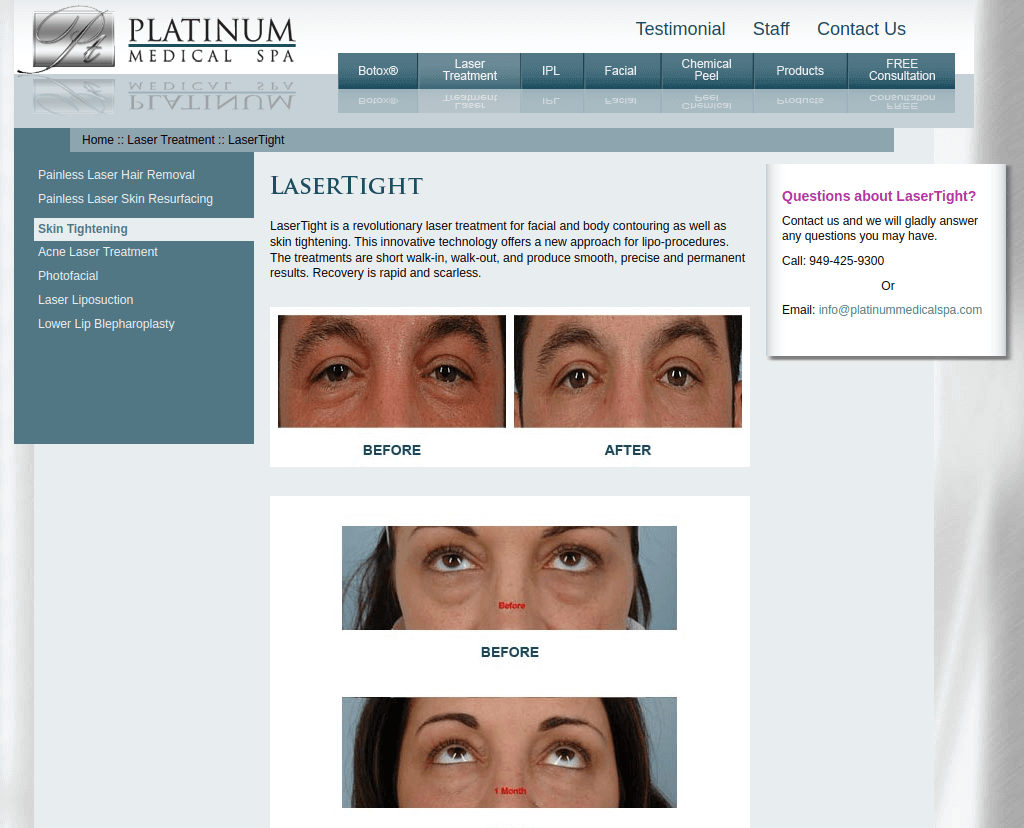 Pt
PLATINUM
MEDICAL SPA
Testimonial Staff Contact Us
Botox®
Laser
Treatment
IPL
Facial
Chemical
Peel
Products
FREE
Consultation
Home :: Laser Treatment :: LaserTight
Painless Laser Hair Removal
Painless Laser Skin Resurfacing
Skin Tightening
Acne Laser Treatment
Photofacial
Laser Liposuction
Lower Lip Blepharoplasty
LASERTIGHT
LaserTight is a revolutionary laser treatment for facial and body contouring as well as
skin tightening. This innovative technology offers a new approach for lipo-procedures.
The treatments are short walk-in, walk-out, and produce smooth, precise and permanent
results. Recovery is rapid and scarless.
BEFORE AFTER
Before
BEFORE
1 Month
Questions about LaserTight?
Contact us and we will gladly answer
any questions you may have.
Call: 949-425-9300
Or
Email: info@platinummedicalspa.com